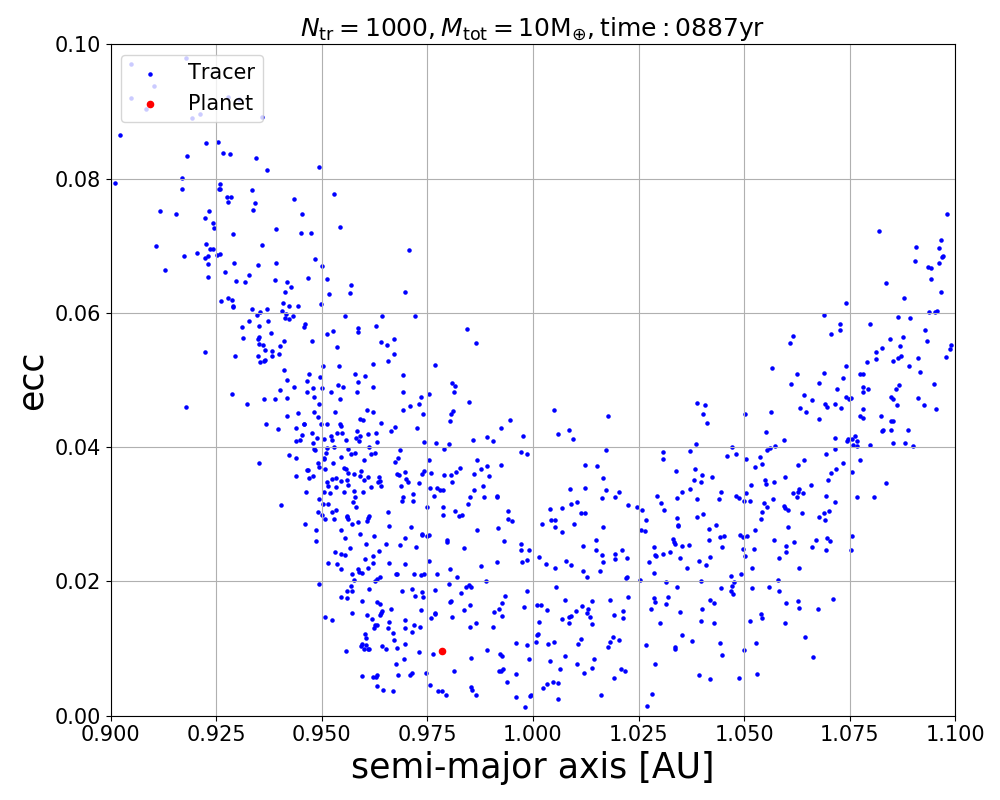 N_tr = 1000, M_tot = 10M_⊕, time : 0887yr
Tracer
Planet
ecc
0.10
0.08
0.06
0.04
0.02
0.00
0.900 0.925 0.950 0.975 1.000 1.025 1.050 1.075 1.100
semi-major axis [AU]